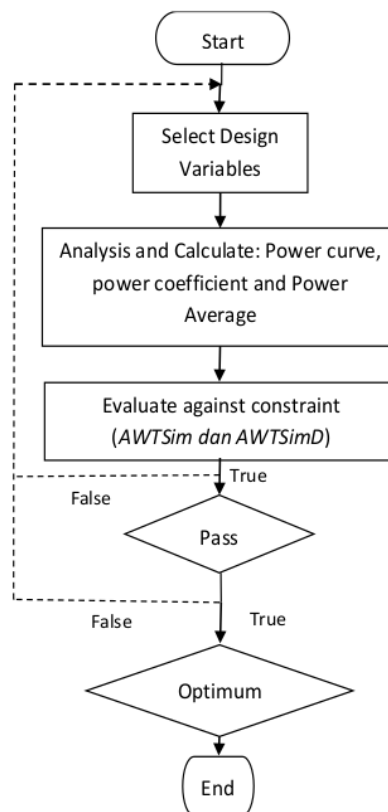 Start
Select Design
Variables
Analysis and Calculate: Power curve,
power coefficient and Power
Average
Evaluate against constraint
(AWTSim dan AWTSimD)
True
False
Pass
False
True
Optimum
End